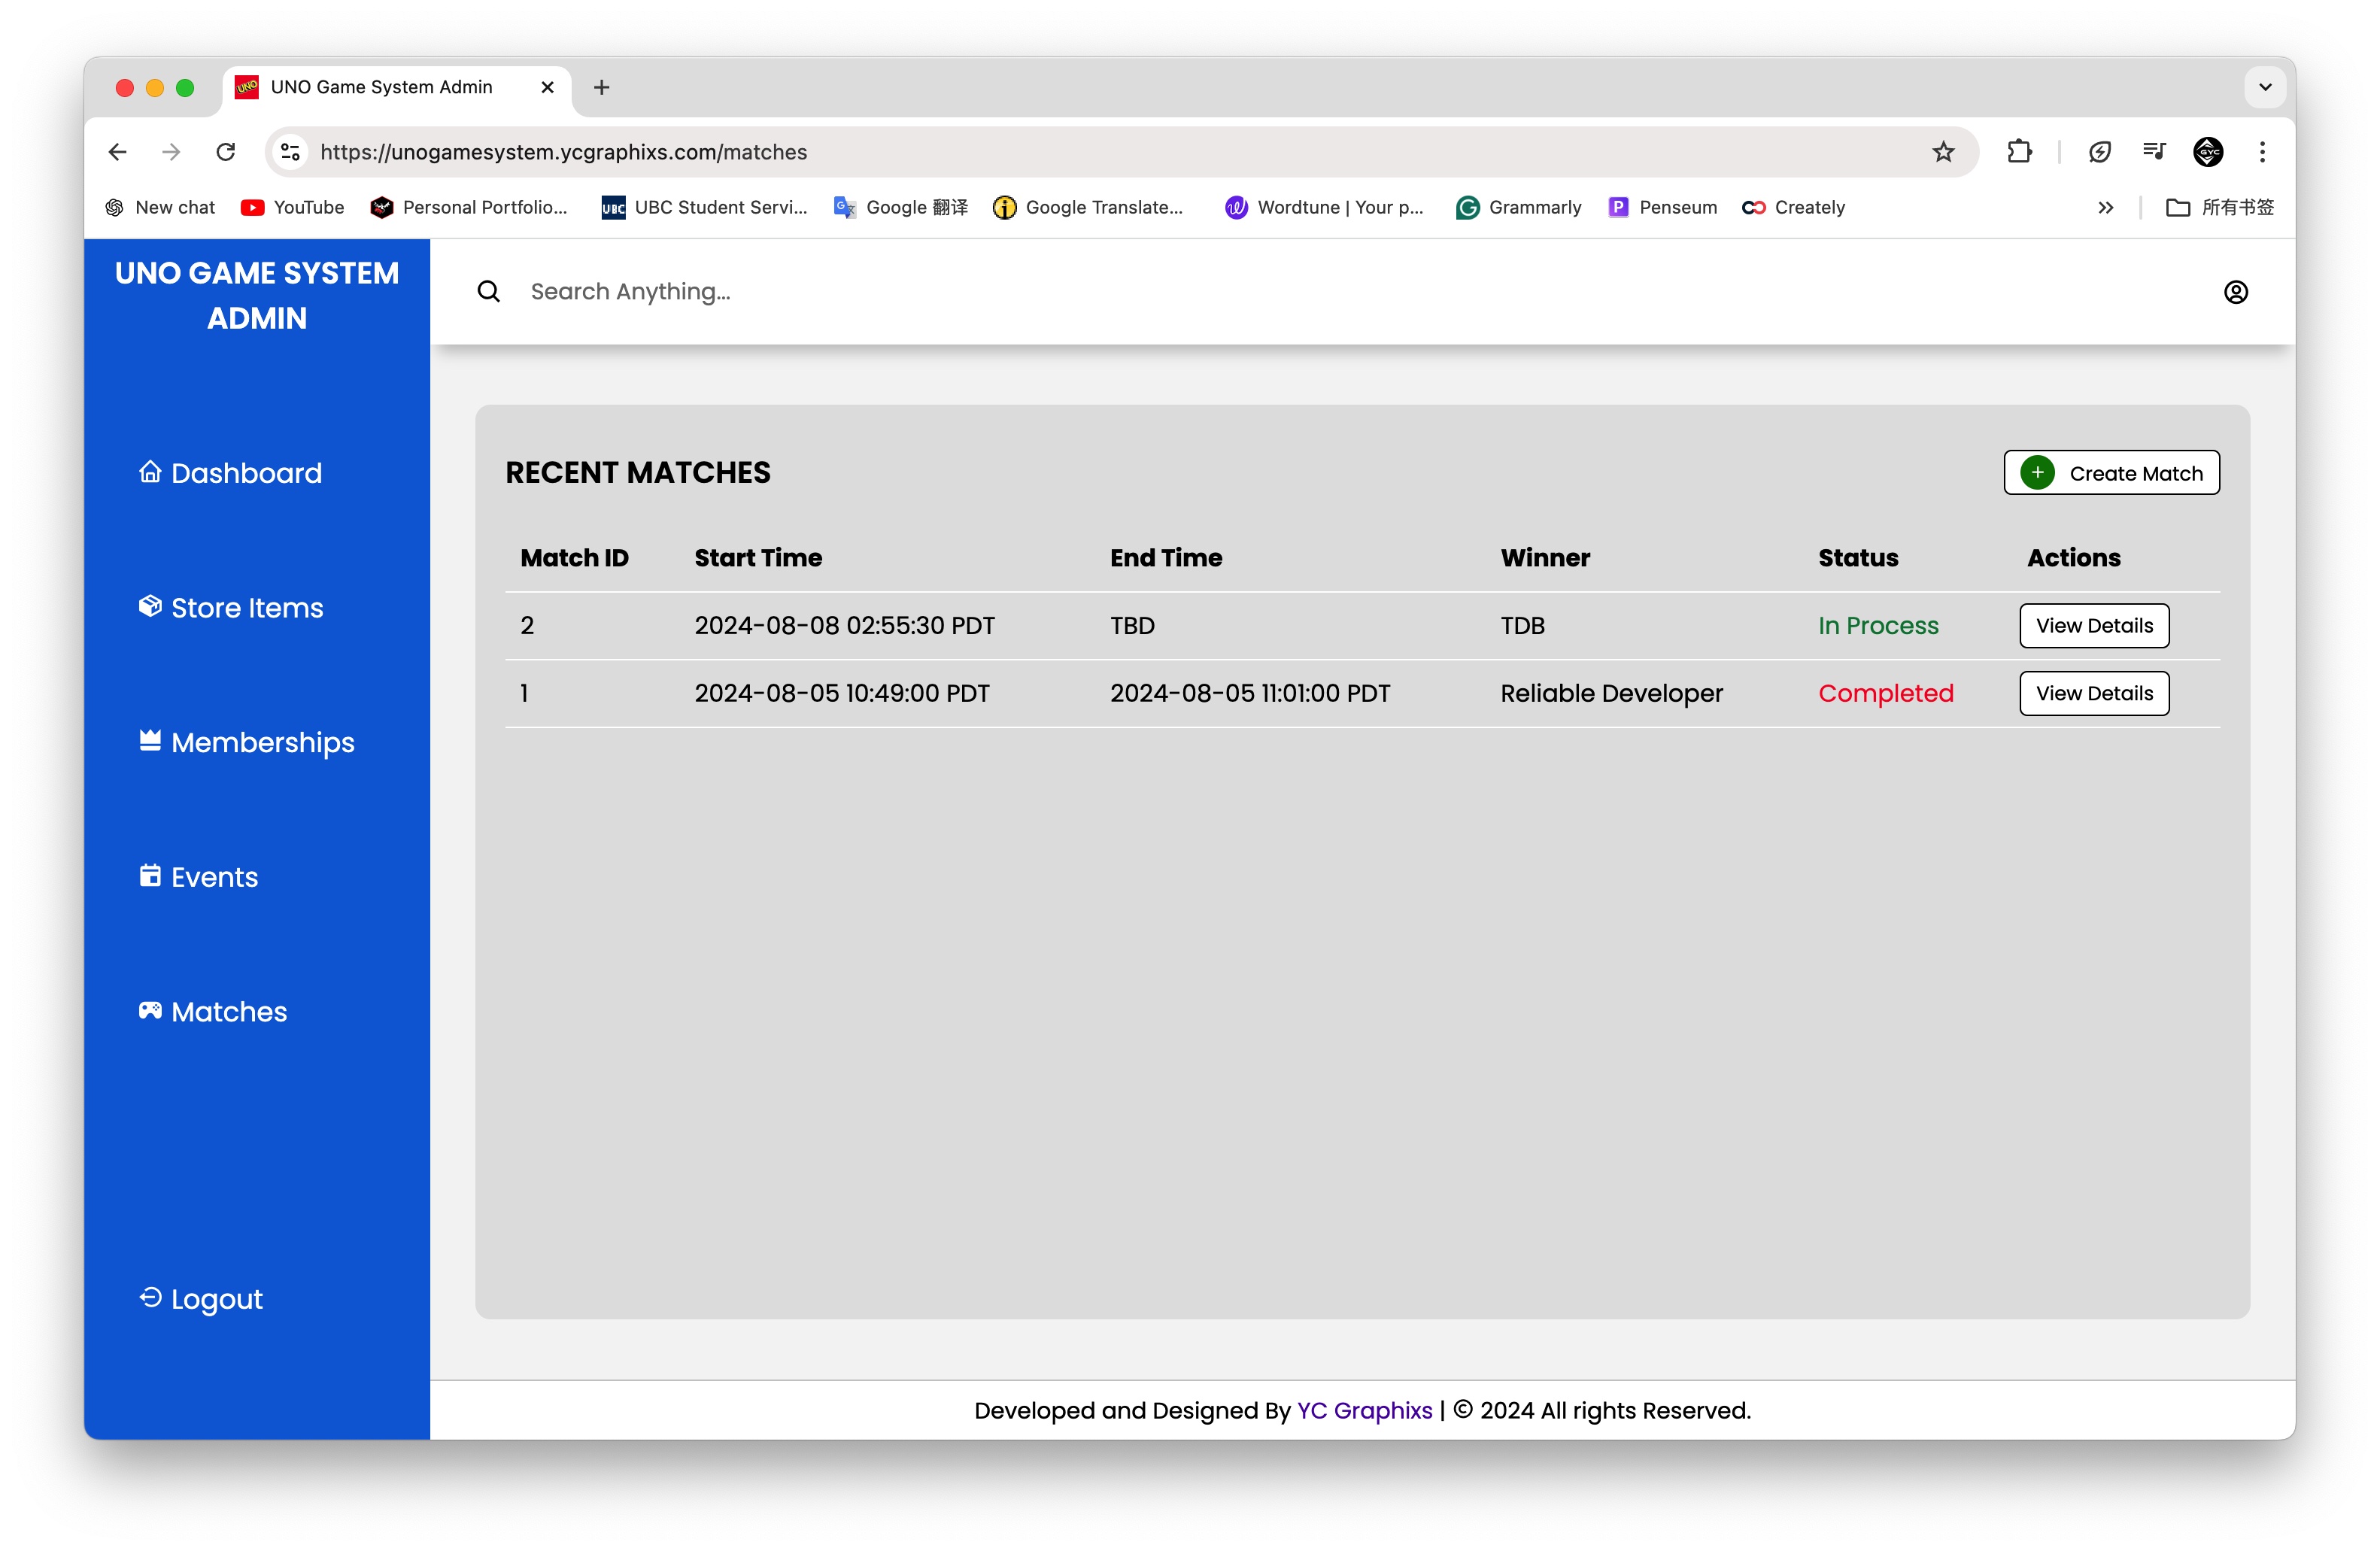 UNO UNO Game System Admin
https://unogamesystem.ycgraphixs.com/matches
GYC
New chat YouTube Personal Portfolio... UBC UBC Student Servi... Google 翻译 Google Translate... Wordtune | Your p... Grammarly P Penseum Creately 所有书签
UNO GAME SYSTEM
ADMIN
Search Anything...
Dashboard
Store Items
Memberships
Events
Matches
Logout
RECENT MATCHES
Create Match
Match ID Start Time End Time Winner Status Actions
2 2024-08-08 02:55:30 PDT TBD TDB In Process View Details
1 2024-08-05 10:49:00 PDT 2024-08-05 11:01:00 PDT Reliable Developer Completed View Details
Developed and Designed By YC Graphixs | © 2024 All rights Reserved.